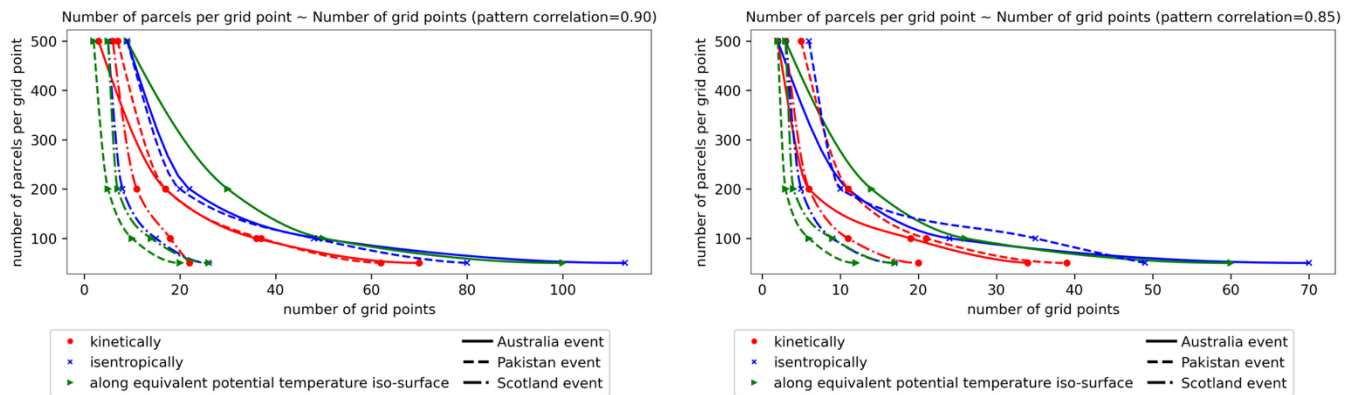 Number of parcels per grid point ~ Number of grid points (pattern correlation=0.90)
number of parcels per grid point
500
400
300
200
100
0
20
40
60
80
100
number of grid points
kinetically
isentropically
along equivalent potential temperature iso-surface
Australia event
Pakistan event
Scotland event
Number of parcels per grid point ~ Number of grid points (pattern correlation=0.85)
number of parcels per grid point
500
400
300
200
100
0
10
20
30
40
50
60
70
number of grid points
kinetically
isentropically
along equivalent potential temperature iso-surface
Australia event
Pakistan event
Scotland event